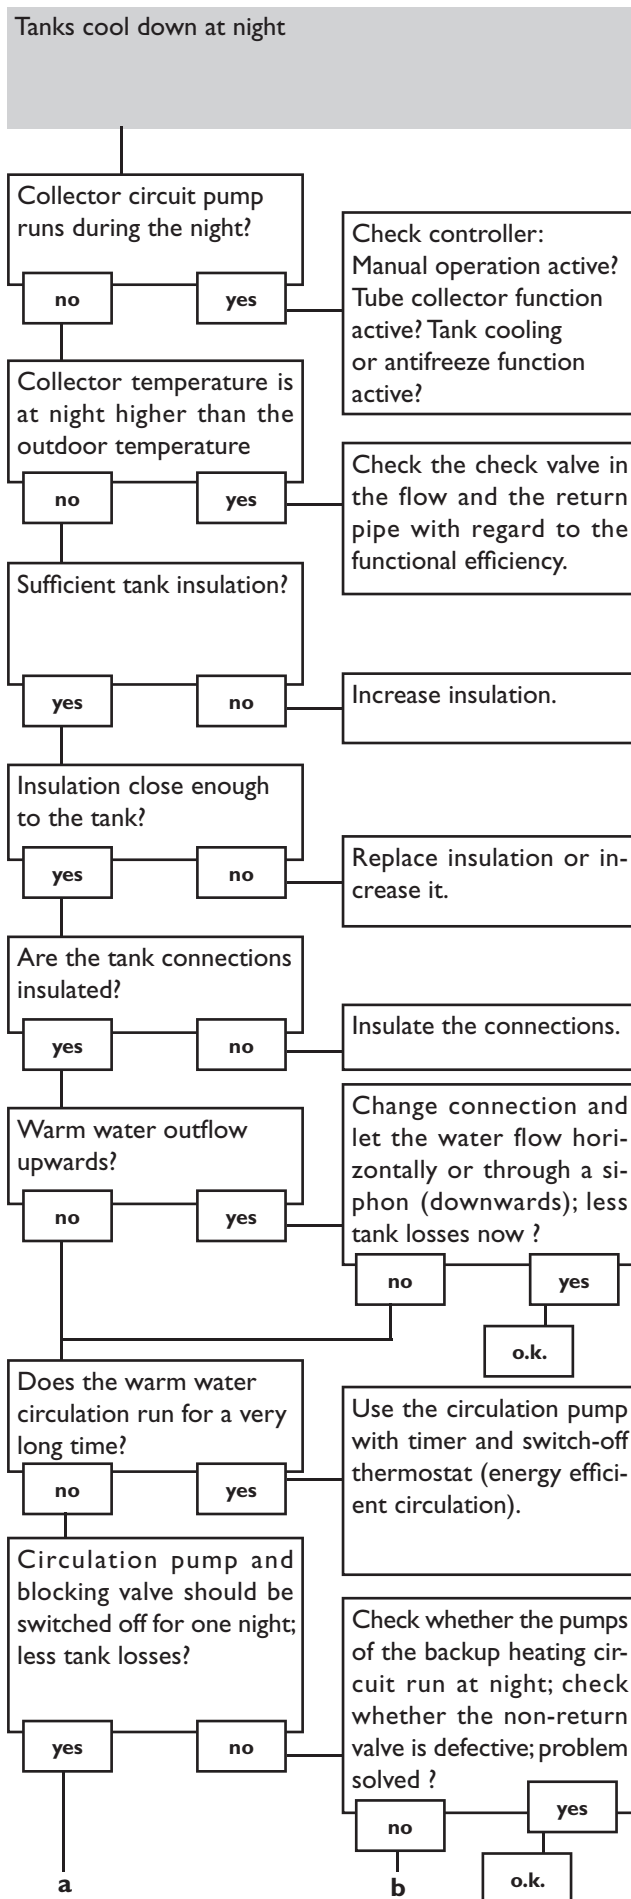 Tanks cool down at night
Collector circuit pump
runs during the night?
no
yes
Check controller:
Manual operation active?
Tube collector function
active? Tank cooling
or antifreeze function
active?
Collector temperature is
at night higher than the
outdoor temperature
no
yes
Check the check valve in
the flow and the return
pipe with regard to the
functional efficiency.
Sufficient tank insulation?
yes
no
Increase insulation.
Insulation close enough
to the tank?
yes
no
Replace insulation or in-
crease it.
Are the tank connections
insulated?
yes
no
Insulate the connections.
Warm water outflow
upwards?
no
yes
Change connection and
let the water flow hori-
zontally or through a si-
phon (downwards); less
tank losses now ?
no
yes
o.k.
Does the warm water
circulation run for a very
long time?
no
yes
Use the circulation pump
with timer and switch-off
thermostat (energy effici-
ent circulation).
Circulation pump and
blocking valve should be
switched off for one night;
less tank losses?
yes
no
Check whether the pumps
of the backup heating cir-
cuit run at night; check
whether the non-return
valve is defective; problem
solved ?
no
yes
a
b
o.k.